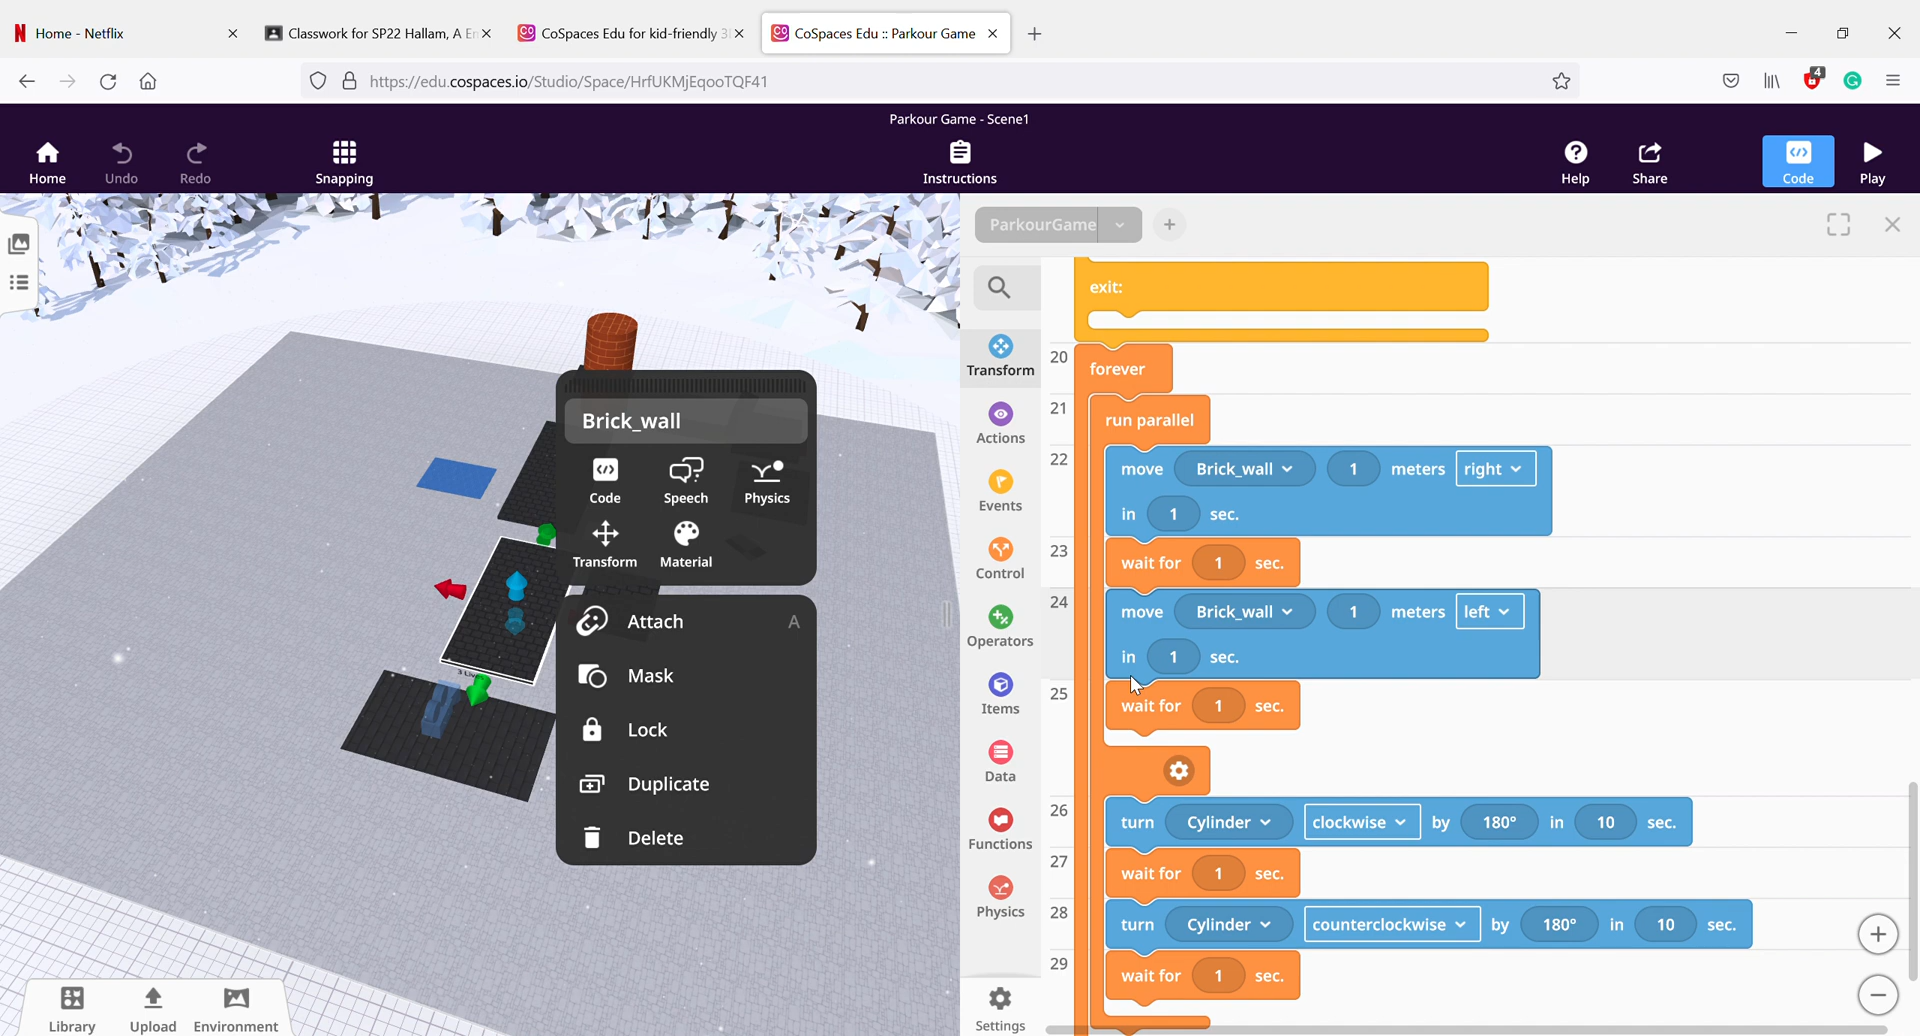 Home - Netflix
Classwork for SP22 Hallam, A En
CoSpaces Edu for kid-friendly 3
CoSpaces Edu :: Parkour Game
https://edu.cospaces.io/Studio/Space/HrfUKMjEqooTQF41
4
Parkour Game - Scene1
Home
Undo
Redo
Snapping
Instructions
Help
Share
Code
Play
ParkourGame
Brick_wall
Code
Speech
Physics
Transform
Material
Attach
A
Mask
Lock
Duplicate
Delete
Library
Upload
Environment
Transform
Actions
Events
Control
Operators
Items
Data
Functions
Physics
Settings
exit:
20 forever
21 run parallel
22 move Brick_wall 1 meters right
in 1 sec.
23 wait for 1 sec.
24 move Brick_wall 1 meters left
in 1 sec.
25 wait for 1 sec.
26 turn Cylinder clockwise by 180° in 10 sec.
27 wait for 1 sec.
28 turn Cylinder counterclockwise by 180° in 10 sec.
29 wait for 1 sec.